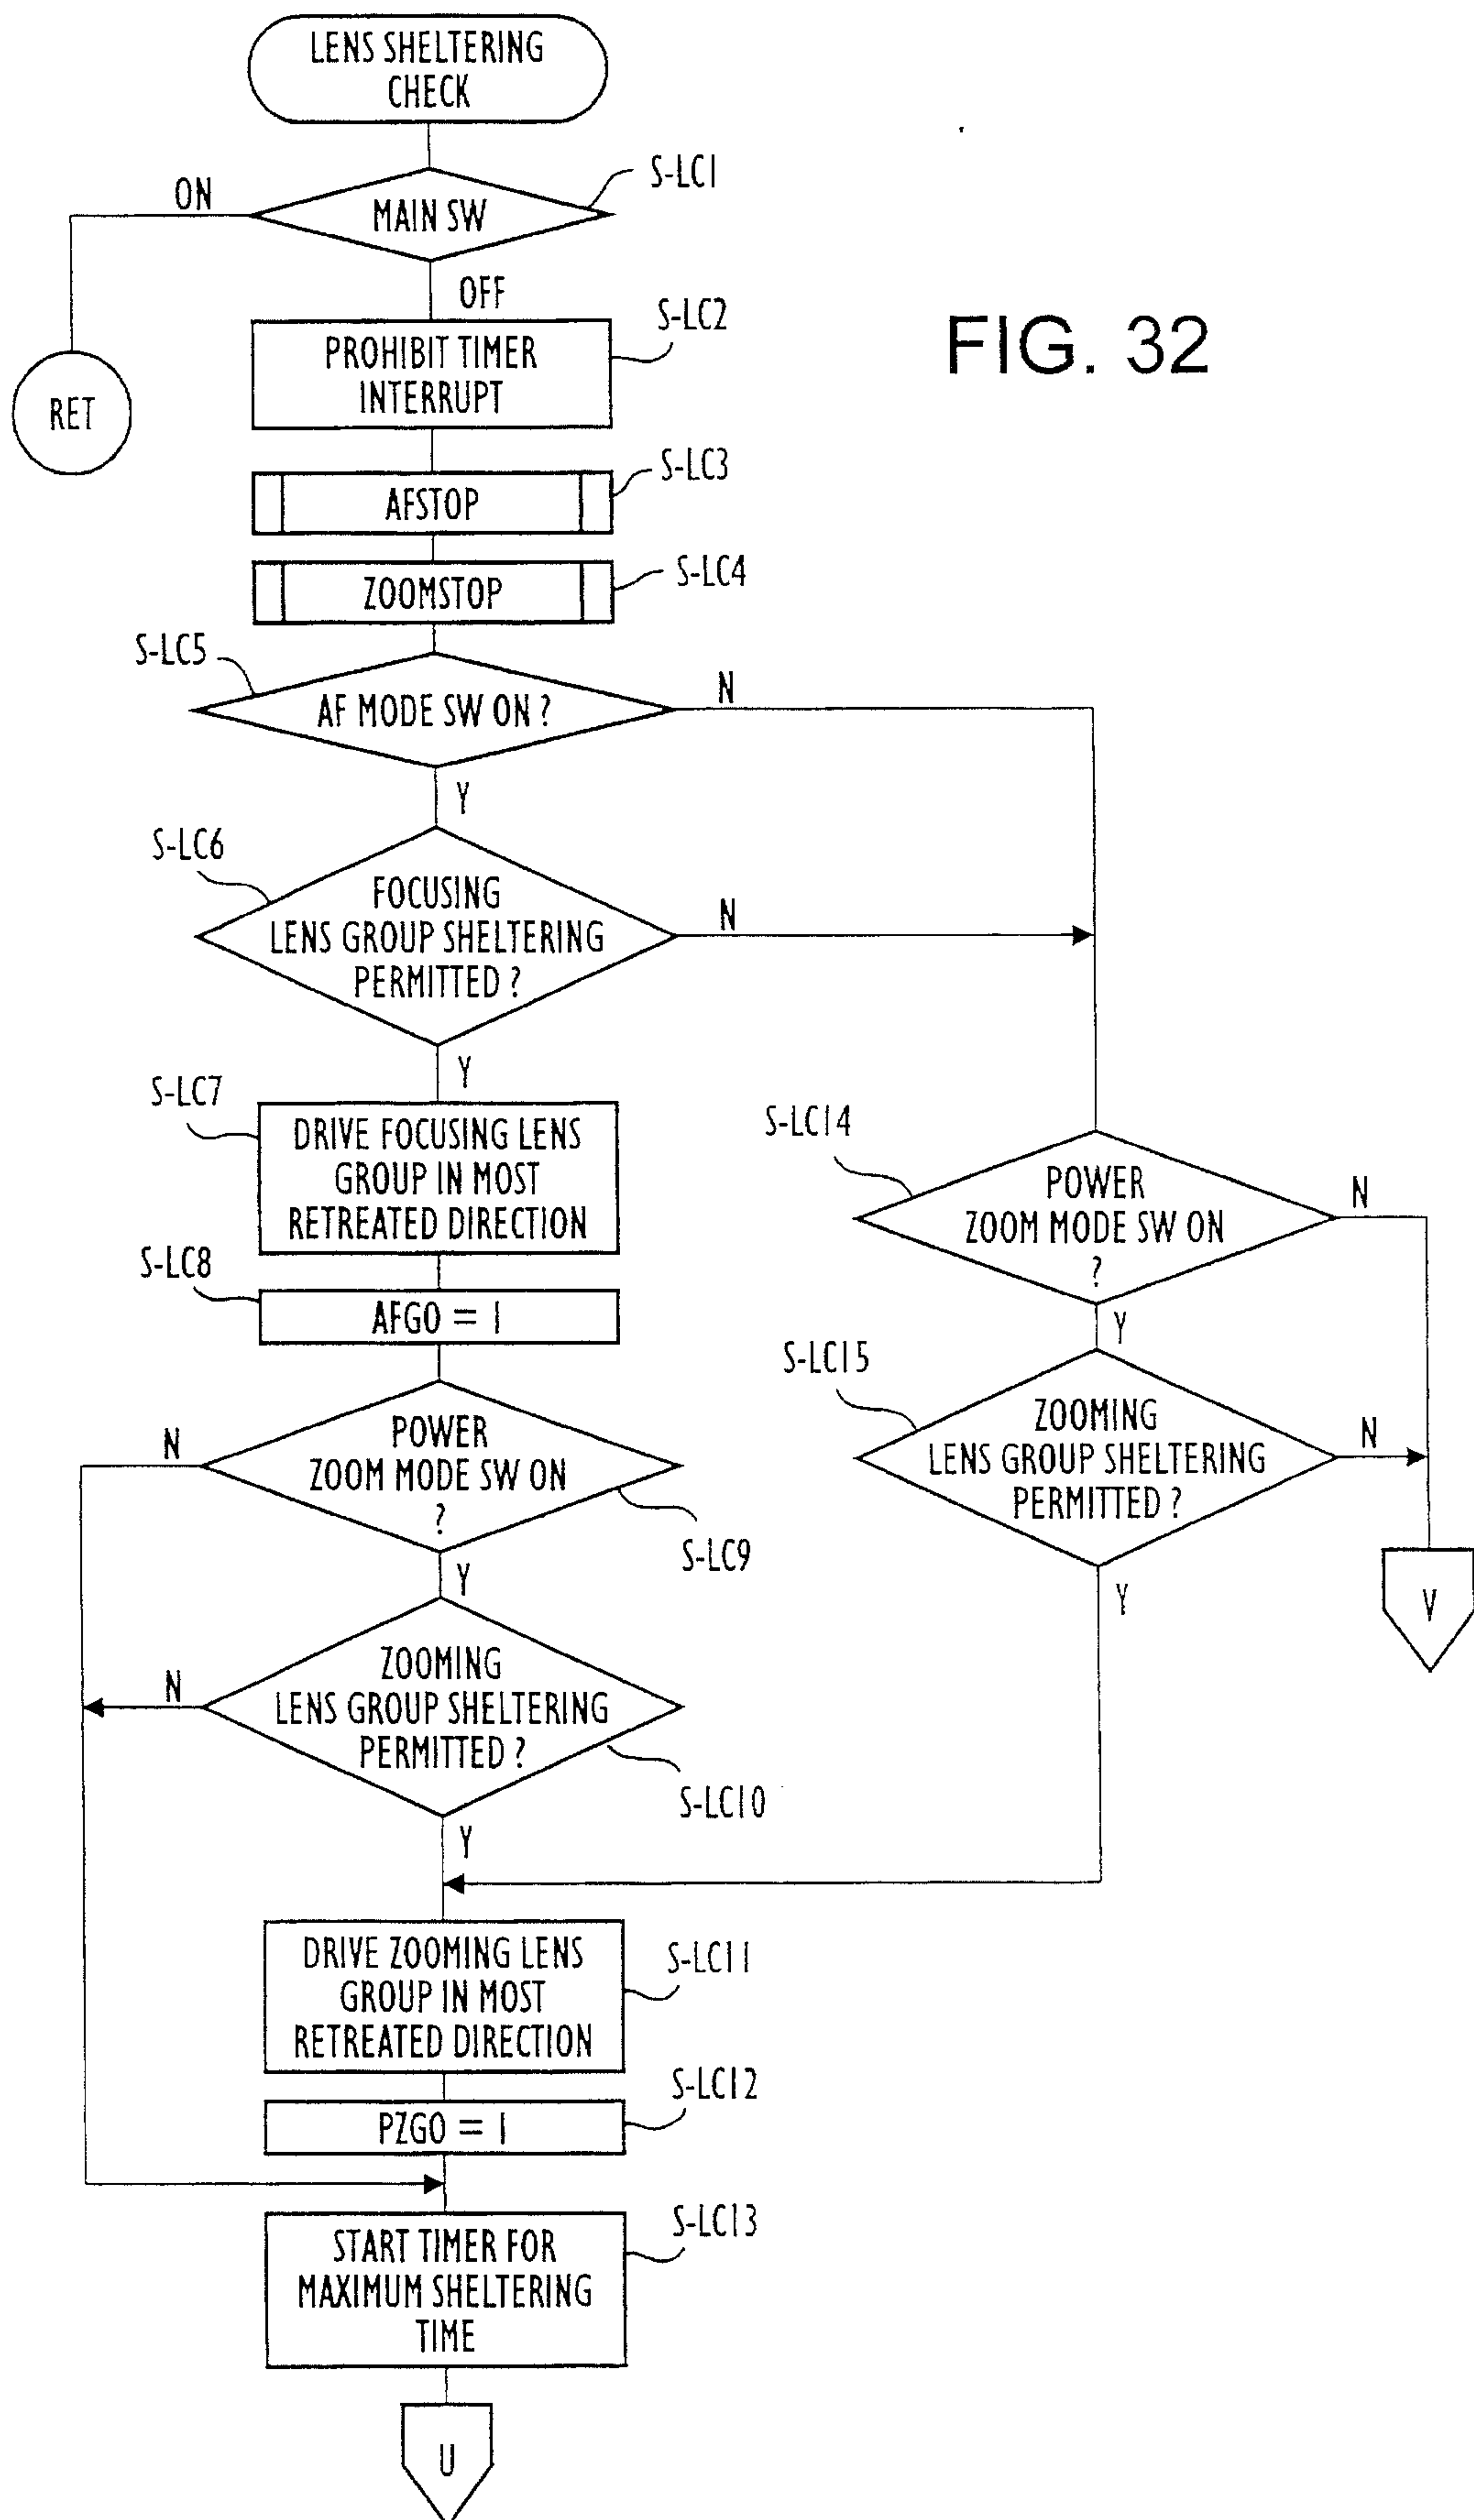 LENS SHELTERING
CHECK
S-LC1
ON
MAIN SW
OFF
S-LC2
PROHIBIT TIMER
INTERRUPT
FIG. 32
RET
S-LC3
AFSTOP
S-LC4
ZOOMSTOP
S-LC5
AF MODE SW ON ?
N
Y
S-LC6
FOCUSING
LENS GROUP SHELTERING
PERMITTED ?
N
Y
S-LC7
DRIVE FOCUSING LENS
GROUP IN MOST
RETREATED DIRECTION
S-LC14
POWER
ZOOM MODE SW ON
?
N
Y
S-LC8
AFGO = 1
S-LC15
ZOOMING
LENS GROUP SHELTERING
PERMITTED ?
N
Y
V
POWER
ZOOM MODE SW ON
?
N
S-LC9
Y
ZOOMING
LENS GROUP SHELTERING
PERMITTED ?
N
S-LC10
Y
DRIVE ZOOMING LENS
GROUP IN MOST
RETREATED DIRECTION
S-LC11
S-LC12
PZGO = 1
S-LC13
START TIMER FOR
MAXIMUM SHELTERING
TIME
U